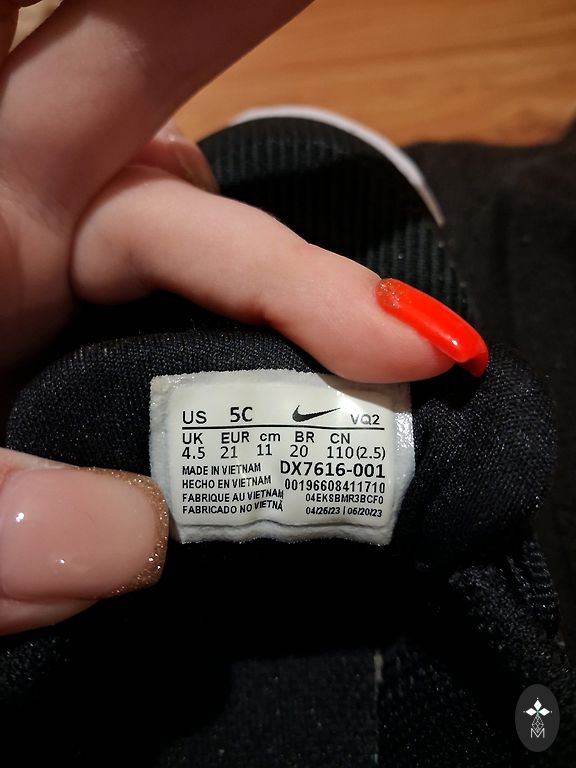 US 5C VQ2
UK EUR cm BR CN
4.5 21 11 20 110(2.5)
MADE IN VIETNAM DX7616-001
HECHO EN VIETNAM 00196608411710
FABRIQUE AU VIETNAM 04EKSBMR3BCF0
FABRICADO NO VIETNÃ 04/25/23 | 06/20/23
M